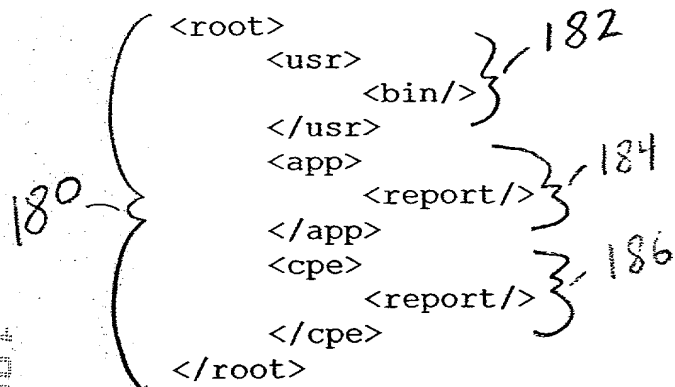 <root>
<usr> 182
<bin/>
</usr>
<app> 184
<report/>
180 </app>
<cpe> 186
<report/>
</cpe>
</root>